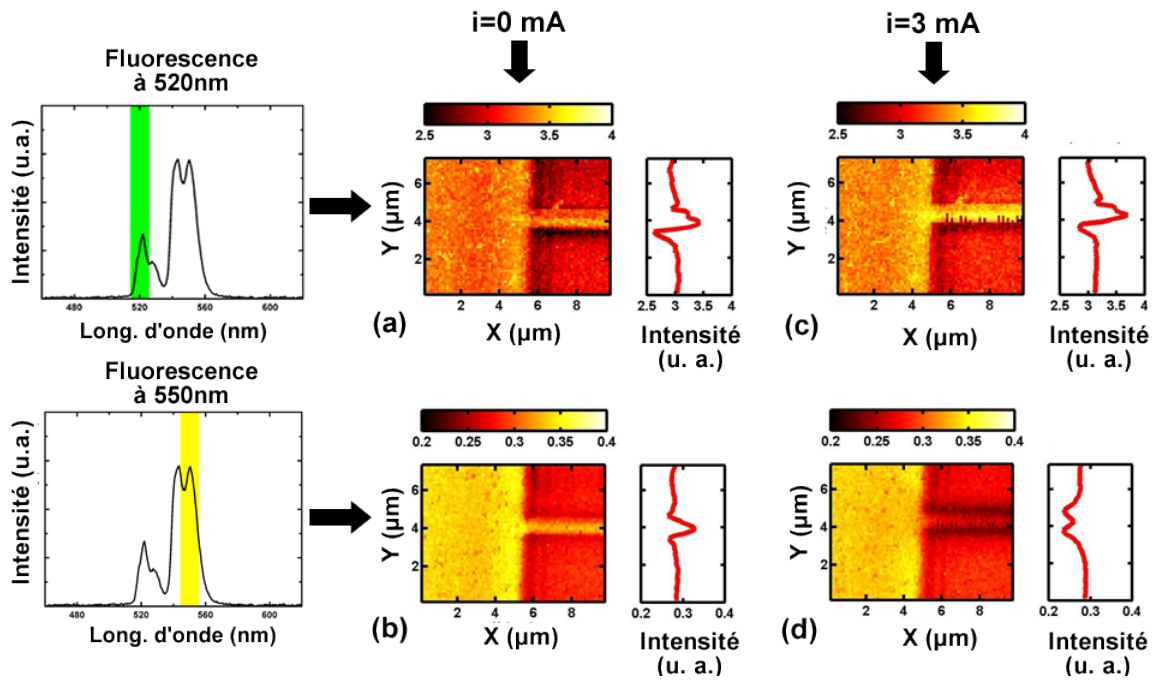 i=0 mA
i=3 mA
Fluorescence
à 520nm
Intensité (u.a.)
480 520 560 600
Long. d'onde (nm)
2.5 3 3.5 4
Y (µm)
6
4
2
2 4 6 8
X (µm)
(a)
2.5 3 3.5 4
Intensité
(u. a.)
2.5 3 3.5 4
Y (µm)
6
4
2
2 4 6 8
X (µm)
(c)
2.5 3 3.5 4
Intensité
(u. a.)
Fluorescence
à 550nm
Intensité (u.a.)
480 520 560 600
Long. d'onde (nm)
0.2 0.25 0.3 0.35 0.4
Y (µm)
6
4
2
2 4 6 8
X (µm)
(b)
0.2 0.3 0.4
Intensité
(u. a.)
0.2 0.25 0.3 0.35 0.4
Y (µm)
6
4
2
2 4 6 8
X (µm)
(d)
0.2 0.3 0.4
Intensité
(u. a.)